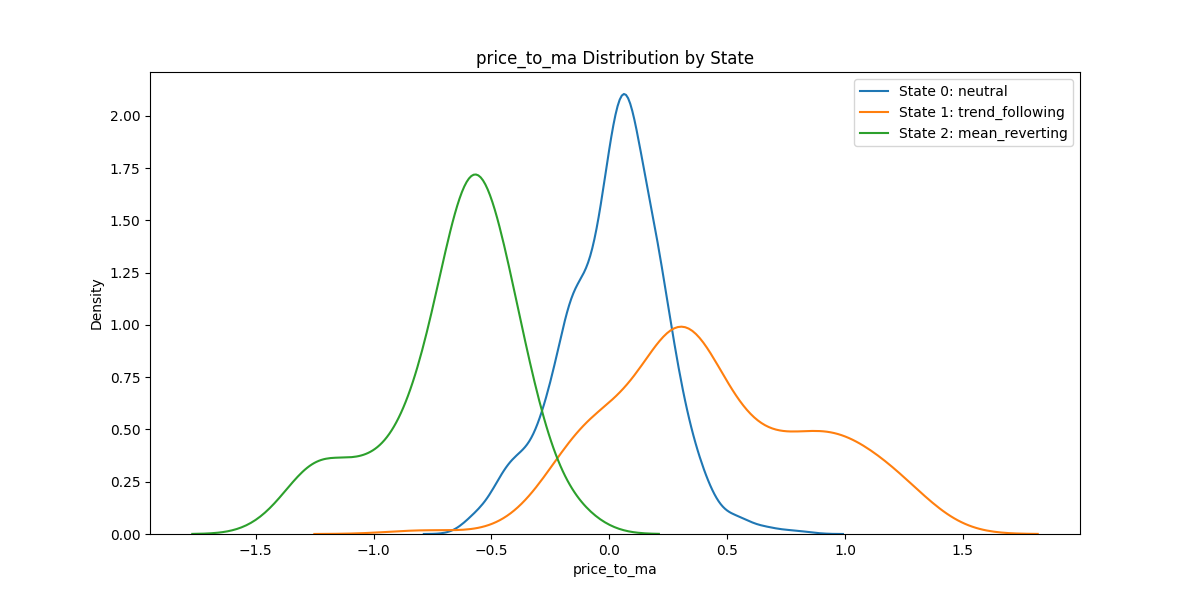 price_to_ma Distribution by State
State 0: neutral
State 1: trend_following
State 2: mean_reverting
Density
2.00
1.75
1.50
1.25
1.00
0.75
0.50
0.25
0.00
−1.5 −1.0 −0.5 0.0 0.5 1.0 1.5
price_to_ma